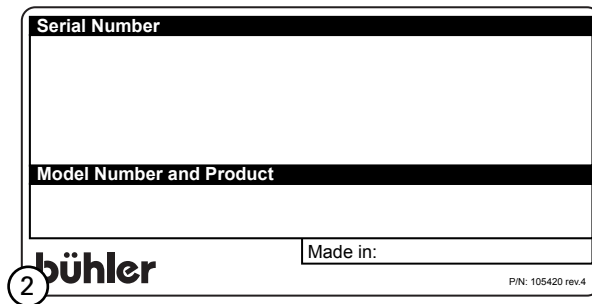 Serial Number
Model Number and Product
Made in:
bühler
P/N: 105420 rev.4
2